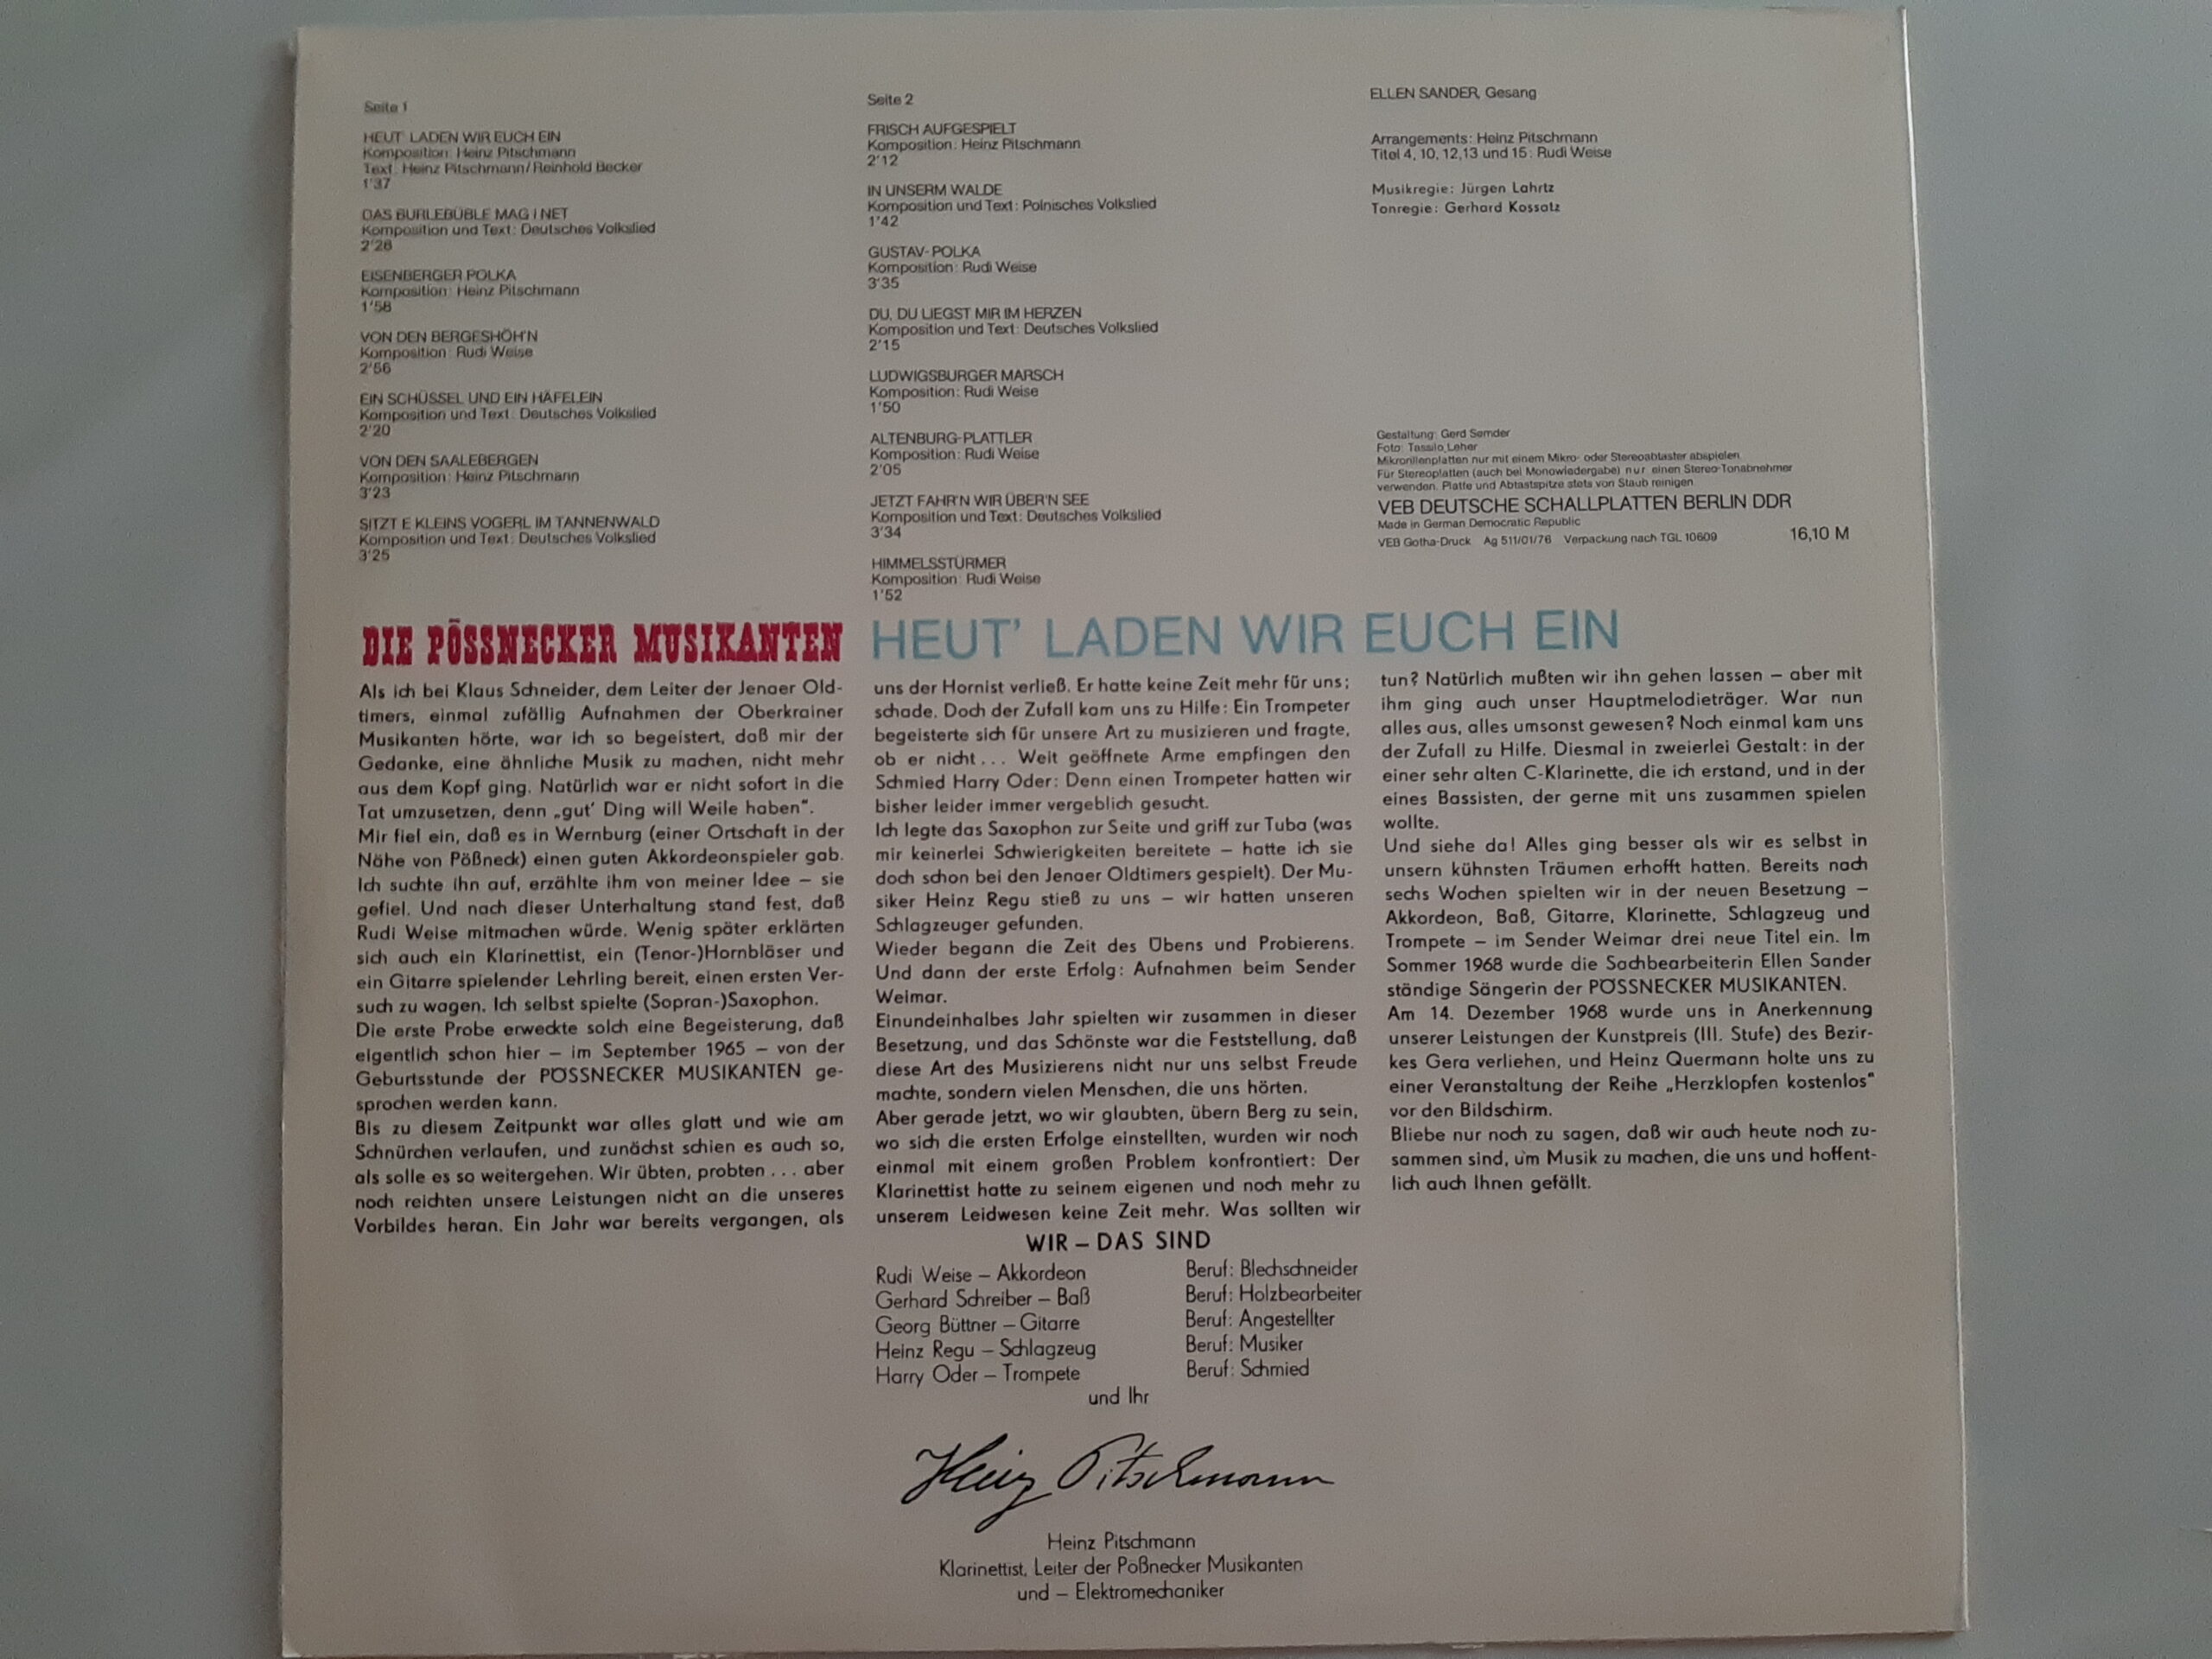 Seite 1
HEUT' LADEN WIR EUCH EIN
Komposition: Heinz Pitschmann
Text: Heinz Pitschmann/Reinhold Becker
1'37
DAS BURLEBÜBLE MAG I NET
Komposition und Text: Deutsches Volkslied
2'28
EISENBERGER POLKA
Komposition: Heinz Pitschmann
1'58
VON DEN BERGESHÖH'N
Komposition: Rudi Weise
2'56
EIN SCHÜSSEL UND EIN HÄFELEIN
Komposition und Text: Deutsches Volkslied
2'20
VON DEN SAALEBERGEN
Komposition: Heinz Pitschmann
3'23
SITZT E KLEINS VOGERL IM TANNENWALD
Komposition und Text: Deutsches Volkslied
3'25
Seite 2
FRISCH AUFGESPIELT
Komposition: Heinz Pitschmann
2'12
IN UNSERM WALDE
Komposition und Text: Polnisches Volkslied
1'42
GUSTAV-POLKA
Komposition: Rudi Weise
3'35
DU, DU LIEGST MIR IM HERZEN
Komposition und Text: Deutsches Volkslied
2'15
LUDWIGSBURGER MARSCH
Komposition: Rudi Weise
1'50
ALTENBURG-PLATTLER
Komposition: Rudi Weise
2'05
JETZT FAHR'N WIR ÜBER'N SEE
Komposition und Text: Deutsches Volkslied
3'34
HIMMELSSTÜRMER
Komposition: Rudi Weise
1'52
ELLEN SANDER, Gesang
Arrangements: Heinz Pitschmann
Titel 4, 10, 12,13 und 15: Rudi Weise
Musikregie: Jürgen Lahrtz
Tonregie: Gerhard Kossatz
Gestaltung: Gerd Semder
Foto: Tassilo Leher
Mikrorillenplatten nur mit einem Mikro- oder Stereoabtaster abspielen
Für Stereoplatten (auch bei Monowiedergabe) nur einen Stereo-Tonabnehmer
verwenden. Platte und Abtastspitze stets von Staub reinigen
VEB DEUTSCHE SCHALLPLATTEN BERLIN DDR
Made in German Democratic Republic
VEB Gotha-Druck Ag 511/01/76 Verpackung nach TGL 10609 16,10 M
DIE PÖSSNECKER MUSIKANTEN HEUT' LADEN WIR EUCH EIN
Als ich bei Klaus Schneider, dem Leiter der Jenaer Old-
timers, einmal zufällig Aufnahmen der Oberkrainer
Musikanten hörte, war ich so begeistert, daß mir der
Gedanke, eine ähnliche Musik zu machen, nicht mehr
aus dem Kopf ging. Natürlich war er nicht sofort in die
Tat umzusetzen, denn „gut' Ding will Weile haben".
Mir fiel ein, daß es in Wernburg (einer Ortschaft in der
Nähe von Pößneck) einen guten Akkordeonspieler gab.
Ich suchte ihn auf, erzählte ihm von meiner Idee – sie
gefiel. Und nach dieser Unterhaltung stand fest, daß
Rudi Weise mitmachen würde. Wenig später erklärten
sich auch ein Klarinettist, ein (Tenor-)Hornbläser und
ein Gitarre spielender Lehrling bereit, einen ersten Ver-
such zu wagen. Ich selbst spielte (Sopran-)Saxophon.
Die erste Probe erweckte solch eine Begeisterung, daß
eigentlich schon hier – im September 1965 – von der
Geburtsstunde der PÖSSNECKER MUSIKANTEN ge-
sprochen werden kann.
Bis zu diesem Zeitpunkt war alles glatt und wie am
Schnürchen verlaufen, und zunächst schien es auch so,
als solle es so weitergehen. Wir übten, probten ... aber
noch reichten unsere Leistungen nicht an die unseres
Vorbildes heran. Ein Jahr war bereits vergangen, als
uns der Hornist verließ. Er hatte keine Zeit mehr für uns;
schade. Doch der Zufall kam uns zu Hilfe: Ein Trompeter
begeisterte sich für unsere Art zu musizieren und fragte,
ob er nicht ... Weit geöffnete Arme empfingen den
Schmied Harry Oder: Denn einen Trompeter hatten wir
bisher leider immer vergeblich gesucht.
Ich legte das Saxophon zur Seite und griff zur Tuba (was
mir keinerlei Schwierigkeiten bereitete – hatte ich sie
doch schon bei den Jenaer Oldtimers gespielt). Der Mu-
siker Heinz Regu stieß zu uns – wir hatten unseren
Schlagzeuger gefunden.
Wieder begann die Zeit des Übens und Probierens.
Und dann der erste Erfolg: Aufnahmen beim Sender
Weimar.
Einundeinhalbes Jahr spielten wir zusammen in dieser
Besetzung, und das Schönste war die Feststellung, daß
diese Art des Musizierens nicht nur uns selbst Freude
machte, sondern vielen Menschen, die uns hörten.
Aber gerade jetzt, wo wir glaubten, übern Berg zu sein,
wo sich die ersten Erfolge einstellten, wurden wir noch
einmal mit einem großen Problem konfrontiert: Der
Klarinettist hatte zu seinem eigenen und noch mehr zu
unserem Leidwesen keine Zeit mehr. Was sollten wir
tun? Natürlich mußten wir ihn gehen lassen – aber mit
ihm ging auch unser Hauptmelodieträger. War nun
alles aus, alles umsonst gewesen? Noch einmal kam uns
der Zufall zu Hilfe. Diesmal in zweierlei Gestalt: in der
einer sehr alten C-Klarinette, die ich erstand, und in der
eines Bassisten, der gerne mit uns zusammen spielen
wollte.
Und siehe da! Alles ging besser als wir es selbst in
unsern kühnsten Träumen erhofft hatten. Bereits nach
sechs Wochen spielten wir in der neuen Besetzung –
Akkordeon, Baß, Gitarre, Klarinette, Schlagzeug und
Trompete – im Sender Weimar drei neue Titel ein. Im
Sommer 1968 wurde die Sachbearbeiterin Ellen Sander
ständige Sängerin der PÖSSNECKER MUSIKANTEN.
Am 14. Dezember 1968 wurde uns in Anerkennung
unserer Leistungen der Kunstpreis (III. Stufe) des Bezir-
kes Gera verliehen, und Heinz Quermann holte uns zu
einer Veranstaltung der Reihe „Herzklopfen kostenlos"
vor den Bildschirm.
Bliebe nur noch zu sagen, daß wir auch heute noch zu-
sammen sind, um Musik zu machen, die uns und hoffent-
lich auch Ihnen gefällt.
WIR – DAS SIND
Rudi Weise – Akkordeon Beruf: Blechschneider
Gerhard Schreiber – Baß Beruf: Holzbearbeiter
Georg Büttner – Gitarre Beruf: Angestellter
Heinz Regu – Schlagzeug Beruf: Musiker
Harry Oder – Trompete Beruf: Schmied
und Ihr
Heinz Pitschmann
Heinz Pitschmann
Klarinettist, Leiter der Pößnecker Musikanten
und – Elektromechaniker